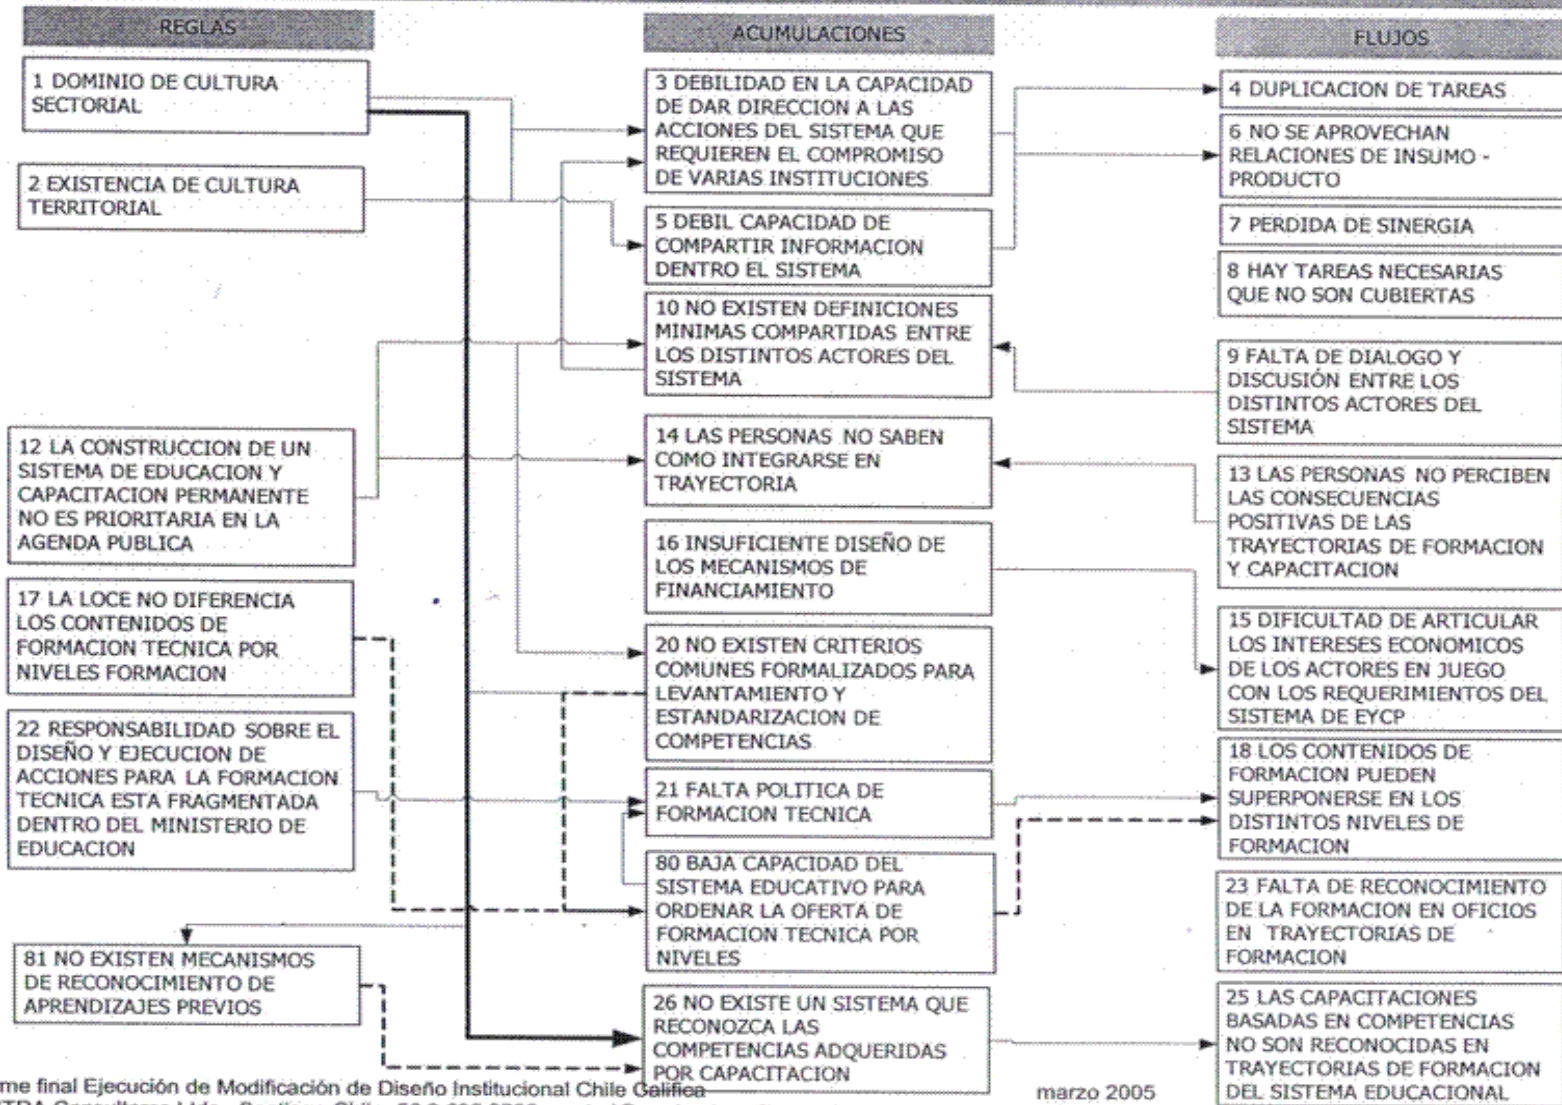 REGLAS
1 DOMINIO DE CULTURA
SECTORIAL
2 EXISTENCIA DE CULTURA
TERRITORIAL
12 LA CONSTRUCCION DE UN
SISTEMA DE EDUCACION Y
CAPACITACION PERMANENTE
NO ES PRIORITARIA EN LA
AGENDA PUBLICA
17 LA LOCE NO DIFERENCIA
LOS CONTENIDOS DE
FORMACION TECNICA POR
NIVELES FORMACION
22 RESPONSABILIDAD SOBRE EL
DISEÑO Y EJECUCION DE
ACCIONES PARA LA FORMACION
TECNICA ESTA FRAGMENTADA
DENTRO DEL MINISTERIO DE
EDUCACION
81 NO EXISTEN MECANISMOS
DE RECONOCIMIENTO DE
APRENDIZAJES PREVIOS
ACUMULACIONES
3 DEBILIDAD EN LA CAPACIDAD
DE DAR DIRECCION A LAS
ACCIONES DEL SISTEMA QUE
REQUIEREN EL COMPROMISO
DE VARIAS INSTITUCIONES
5 DEBIL CAPACIDAD DE
COMPARTIR INFORMACION
DENTRO EL SISTEMA
10 NO EXISTEN DEFINICIONES
MINIMAS COMPARTIDAS ENTRE
LOS DISTINTOS ACTORES DEL
SISTEMA
14 LAS PERSONAS NO SABEN
COMO INTEGRARSE EN
TRAYECTORIA
16 INSUFICIENTE DISEÑO DE
LOS MECANISMOS DE
FINANCIAMIENTO
20 NO EXISTEN CRITERIOS
COMUNES FORMALIZADOS PARA
LEVANTAMIENTO Y
ESTANDARIZACION DE
COMPETENCIAS
21 FALTA POLITICA DE
FORMACION TECNICA
80 BAJA CAPACIDAD DEL
SISTEMA EDUCATIVO PARA
ORDENAR LA OFERTA DE
FORMACION TECNICA POR
NIVELES
26 NO EXISTE UN SISTEMA QUE
RECONOZCA LAS
COMPETENCIAS ADQUERIDAS
POR CAPACITACION
FLUJOS
4 DUPLICACION DE TAREAS
6 NO SE APROVECHAN
RELACIONES DE INSUMO -
PRODUCTO
7 PERDIDA DE SINERGIA
8 HAY TAREAS NECESARIAS
QUE NO SON CUBIERTAS
9 FALTA DE DIALOGO Y
DISCUSIÓN ENTRE LOS
DISTINTOS ACTORES DEL
SISTEMA
13 LAS PERSONAS NO PERCIBEN
LAS CONSECUENCIAS
POSITIVAS DE LAS
TRAYECTORIAS DE FORMACION
Y CAPACITACION
15 DIFICULTAD DE ARTICULAR
LOS INTERESES ECONOMICOS
DE LOS ACTORES EN JUEGO
CON LOS REQUERIMIENTOS DEL
SISTEMA DE EYCP
18 LOS CONTENIDOS DE
FORMACION PUEDEN
SUPERPONERSE EN LOS
DISTINTOS NIVELES DE
FORMACION
23 FALTA DE RECONOCIMIENTO
DE LA FORMACION EN OFICIOS
EN TRAYECTORIAS DE
FORMACION
25 LAS CAPACITACIONES
BASADAS EN COMPETENCIAS
NO SON RECONOCIDAS EN
TRAYECTORIAS DE FORMACION
DEL SISTEMA EDUCACIONAL
me final Ejecución de Modificación de Diseño Institucional Chile Califica
marzo 2005